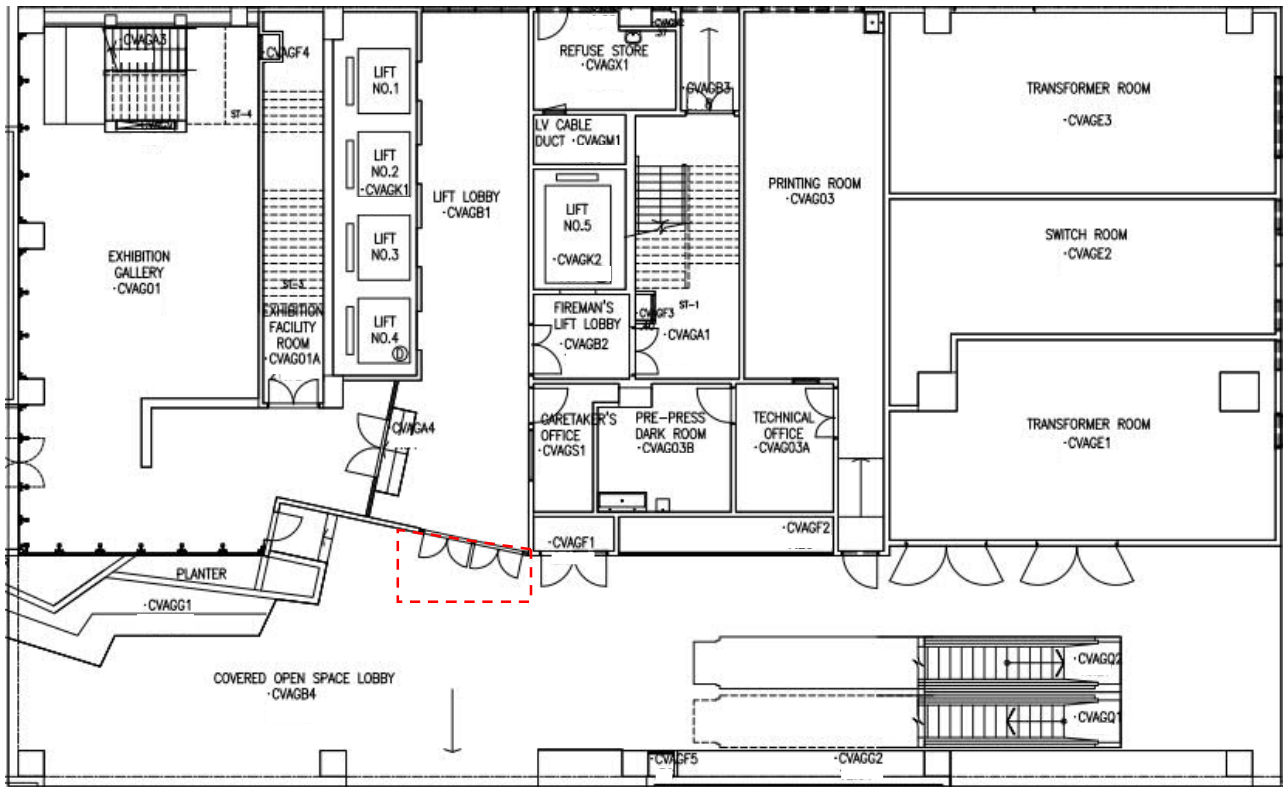 ·CVAGA3
·CVAGF4
ST-4
LIFT
NO.1
REFUSE STORE
·CVAGX1
·CVAGB3
TRANSFORMER ROOM
·CVAGE3
LV CABLE
DUCT ·CVAGM1
LIFT
NO.2
·CVAGK1
LIFT LOBBY
·CVAGB1
PRINTING ROOM
·CVAG03
LIFT
NO.5
·CVAGK2
SWITCH ROOM
·CVAGE2
LIFT
NO.3
EXHIBITION
GALLERY
·CVAG01
ST-3
EXHIBITION
FACILITY
ROOM
·CVAG01A
LIFT
NO.4
D
FIREMAN'S
LIFT LOBBY
·CVAGB2
·CVAGF3
ST-1
·CVAGA1
CVAGA4
CARETAKER'S
OFFICE
·CVAGS1
PRE-PRESS
DARK ROOM
·CVAG03B
TECHNICAL
OFFICE
·CVAG03A
TRANSFORMER ROOM
·CVAGE1
·CVAGF1
·CVAGF2
PLANTER
·CVAGG1
COVERED OPEN SPACE LOBBY
·CVAGB4
·CVAGQ2
·CVAGQ1
·CVAGF5
·CVAGG2